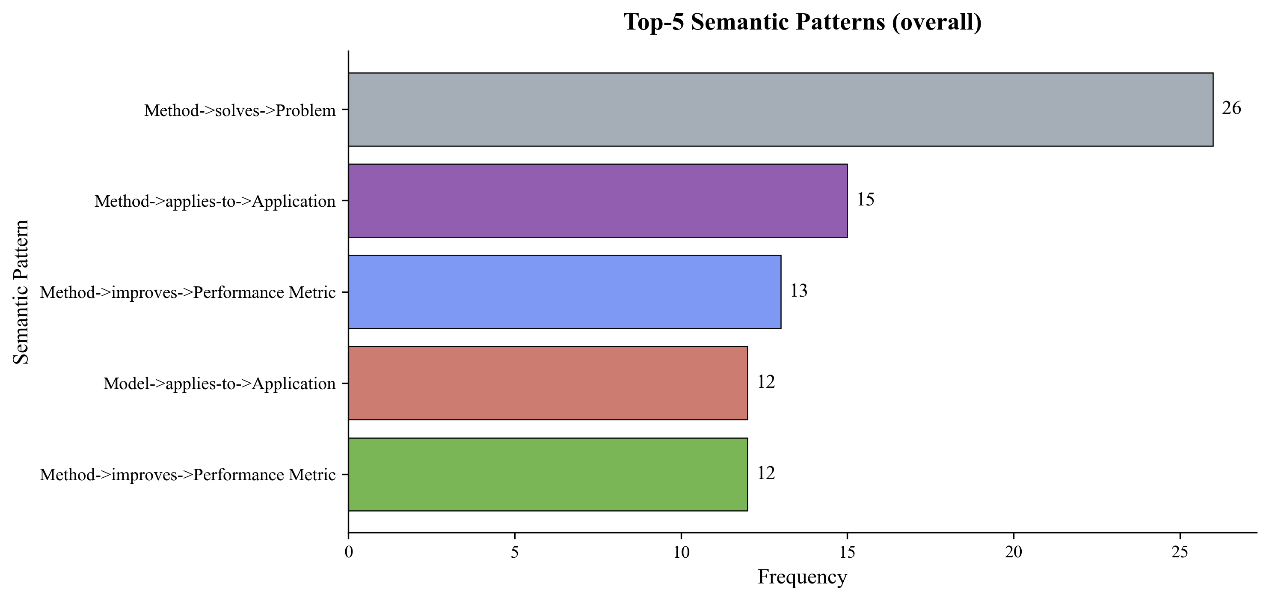 Top-5 Semantic Patterns (overall)
Method->solves->Problem
26
Method->applies-to->Application
15
Method->improves->Performance Metric
13
Model->applies-to->Application
12
Method->improves->Performance Metric
12
Semantic Pattern
0 5 10 15 20 25
Frequency